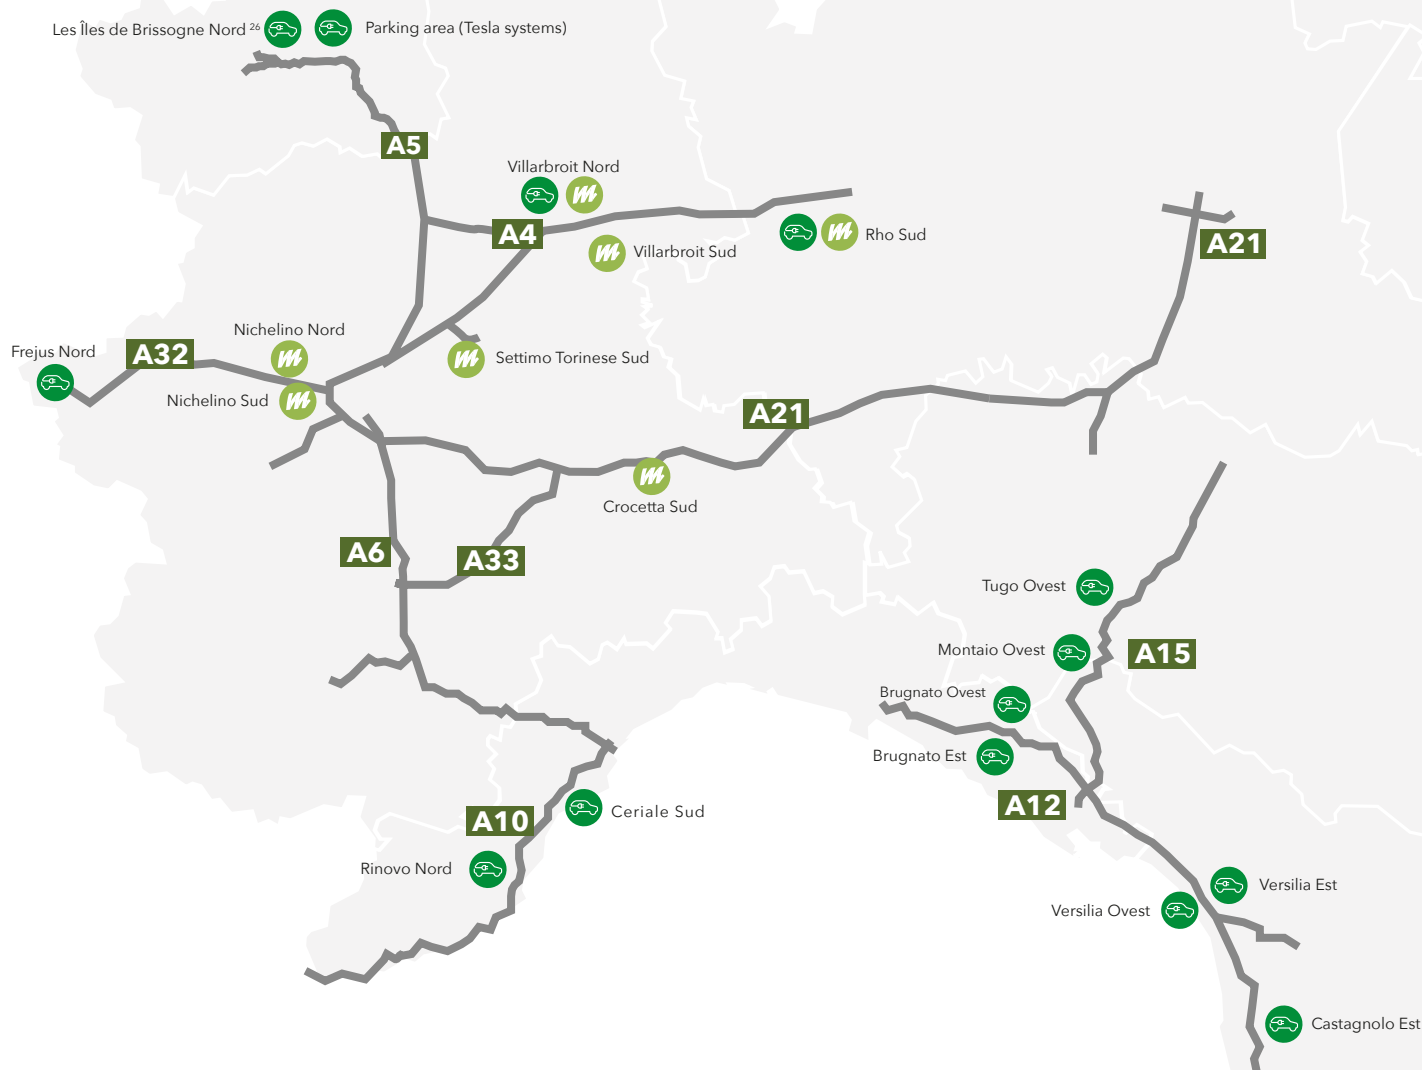 Les Îles de Brissogne Nord 26
Parking area (Tesla systems)
A5
Villarbroit Nord
A4
Villarbroit Sud
Rho Sud
A21
Nichelino Nord
Frejus Nord
A32
Settimo Torinese Sud
Nichelino Sud
A21
Crocetta Sud
A6
A33
Tugo Ovest
Montaio Ovest
A15
Brugnato Ovest
Brugnato Est
A12
A10
Ceriale Sud
Rinovo Nord
Versilia Est
Versilia Ovest
Castagnolo Est